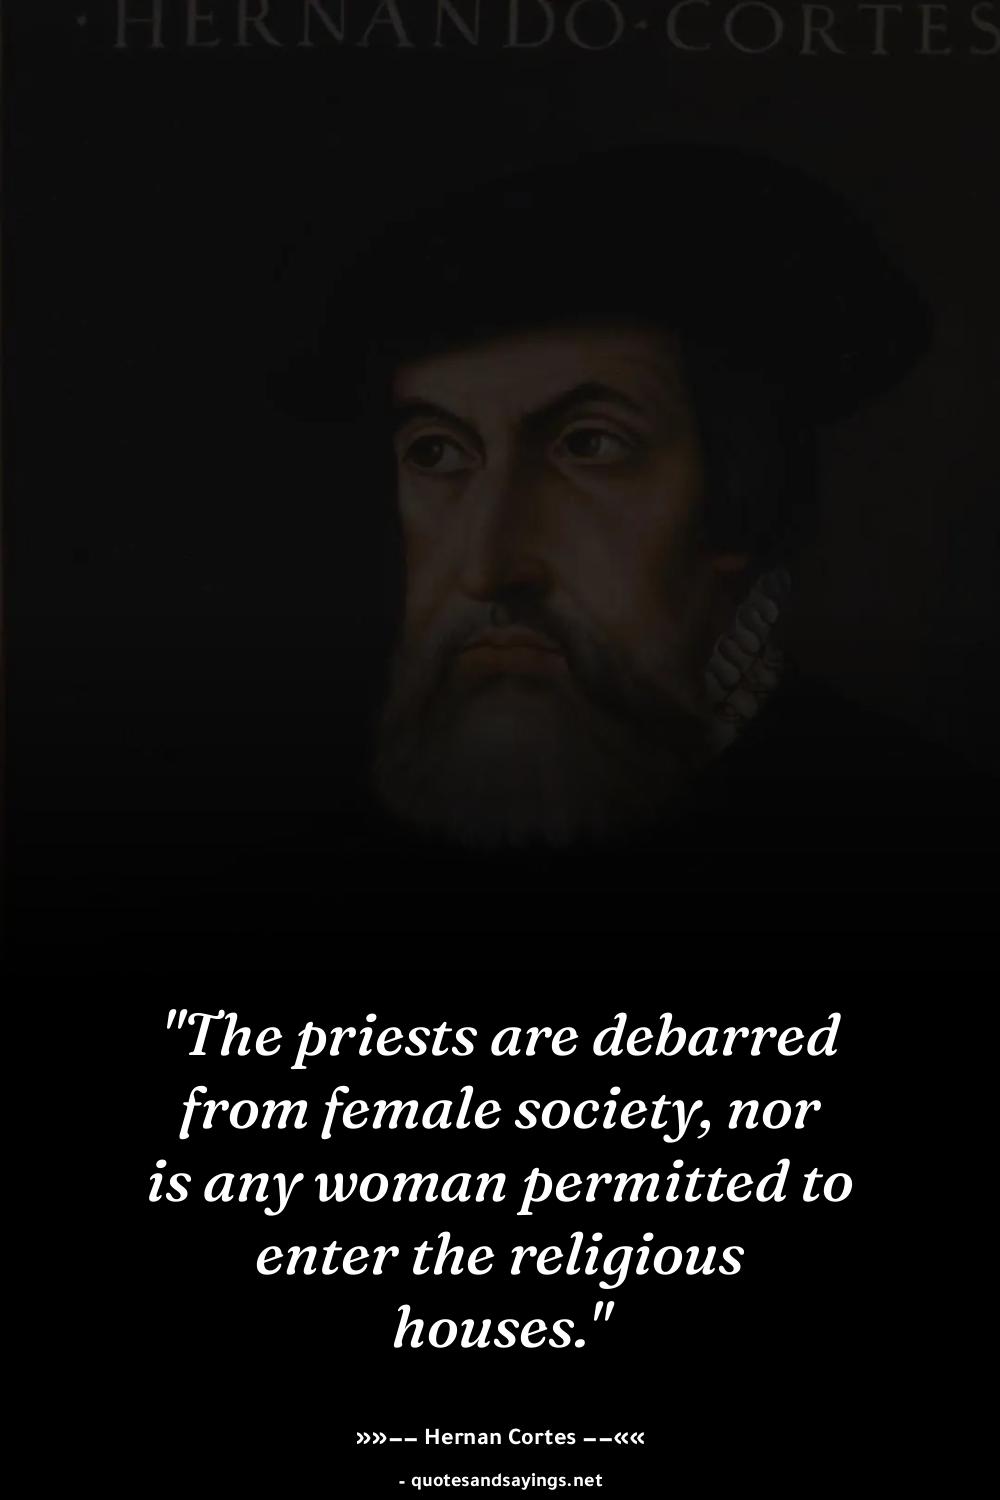 · HERNANDO · CORTES
"The priests are debarred
from female society, nor
is any woman permitted to
enter the religious
houses."
»»−− Hernan Cortes −−««
- quotesandsayings.net